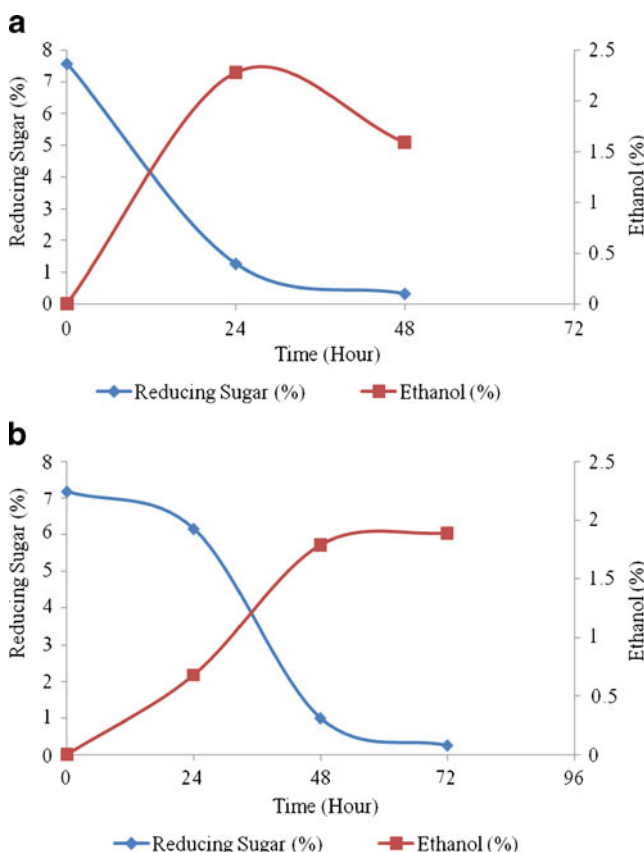 a
8
7
6
5
4
3
2
1
0
Reducing Sugar (%)
2.5
2
1.5
1
0.5
0
Ethanol (%)
0 24 48 72
Time (Hour)
Reducing Sugar (%) Ethanol (%)
b
8
7
6
5
4
3
2
1
0
Reducing Sugar (%)
2.5
2
1.5
1
0.5
0
Ethanol (%)
0 24 48 72 96
Time (Hour)
Reducing Sugar (%) Ethanol (%)